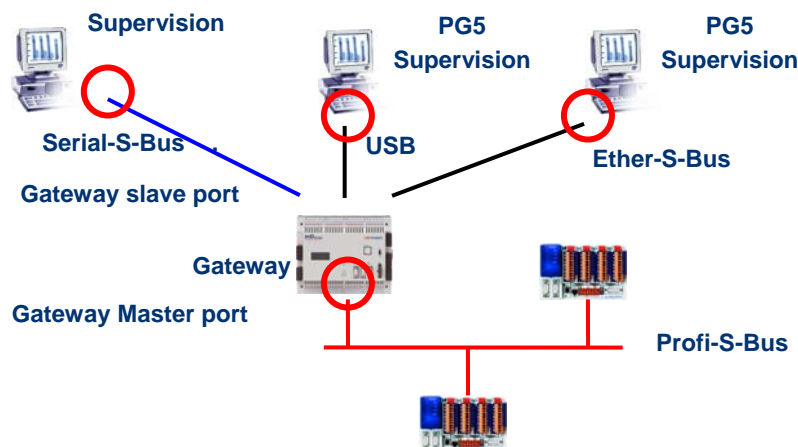 Supervision
PG5
Supervision
PG5
Supervision
Serial-S-Bus ,
USB
Ether-S-Bus
Gateway slave port
Gateway
Gateway Master port
Profi-S-Bus